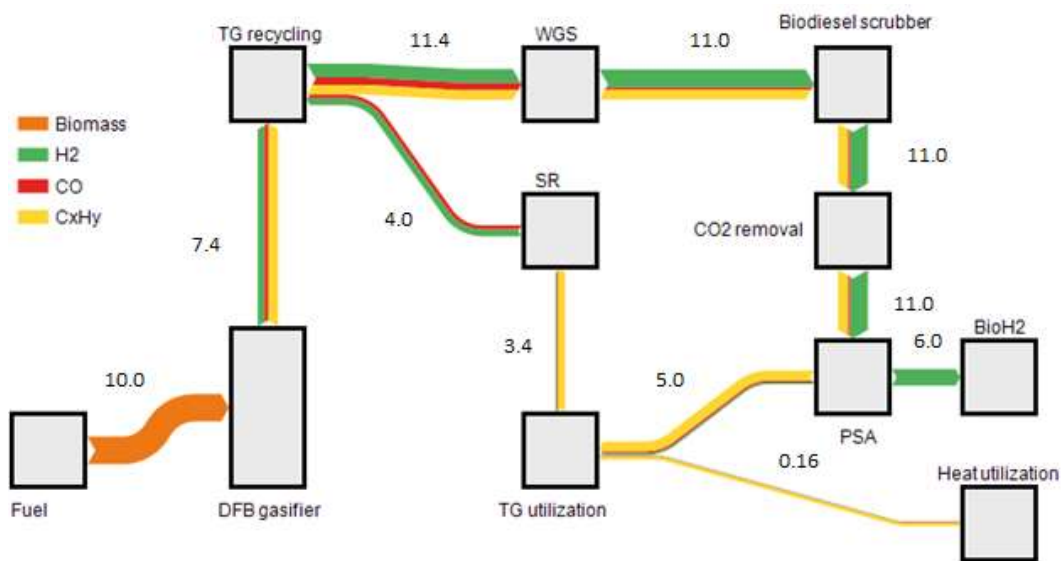 TG recycling
WGS
Biodiesel scrubber
11.4
11.0
Biomass
H2
CO
CxHy
11.0
SR
4.0
CO2 removal
7.4
11.0
BioH2
3.4
6.0
10.0
5.0
PSA
0.16
Heat utilization
Fuel
DFB gasifier
TG utilization